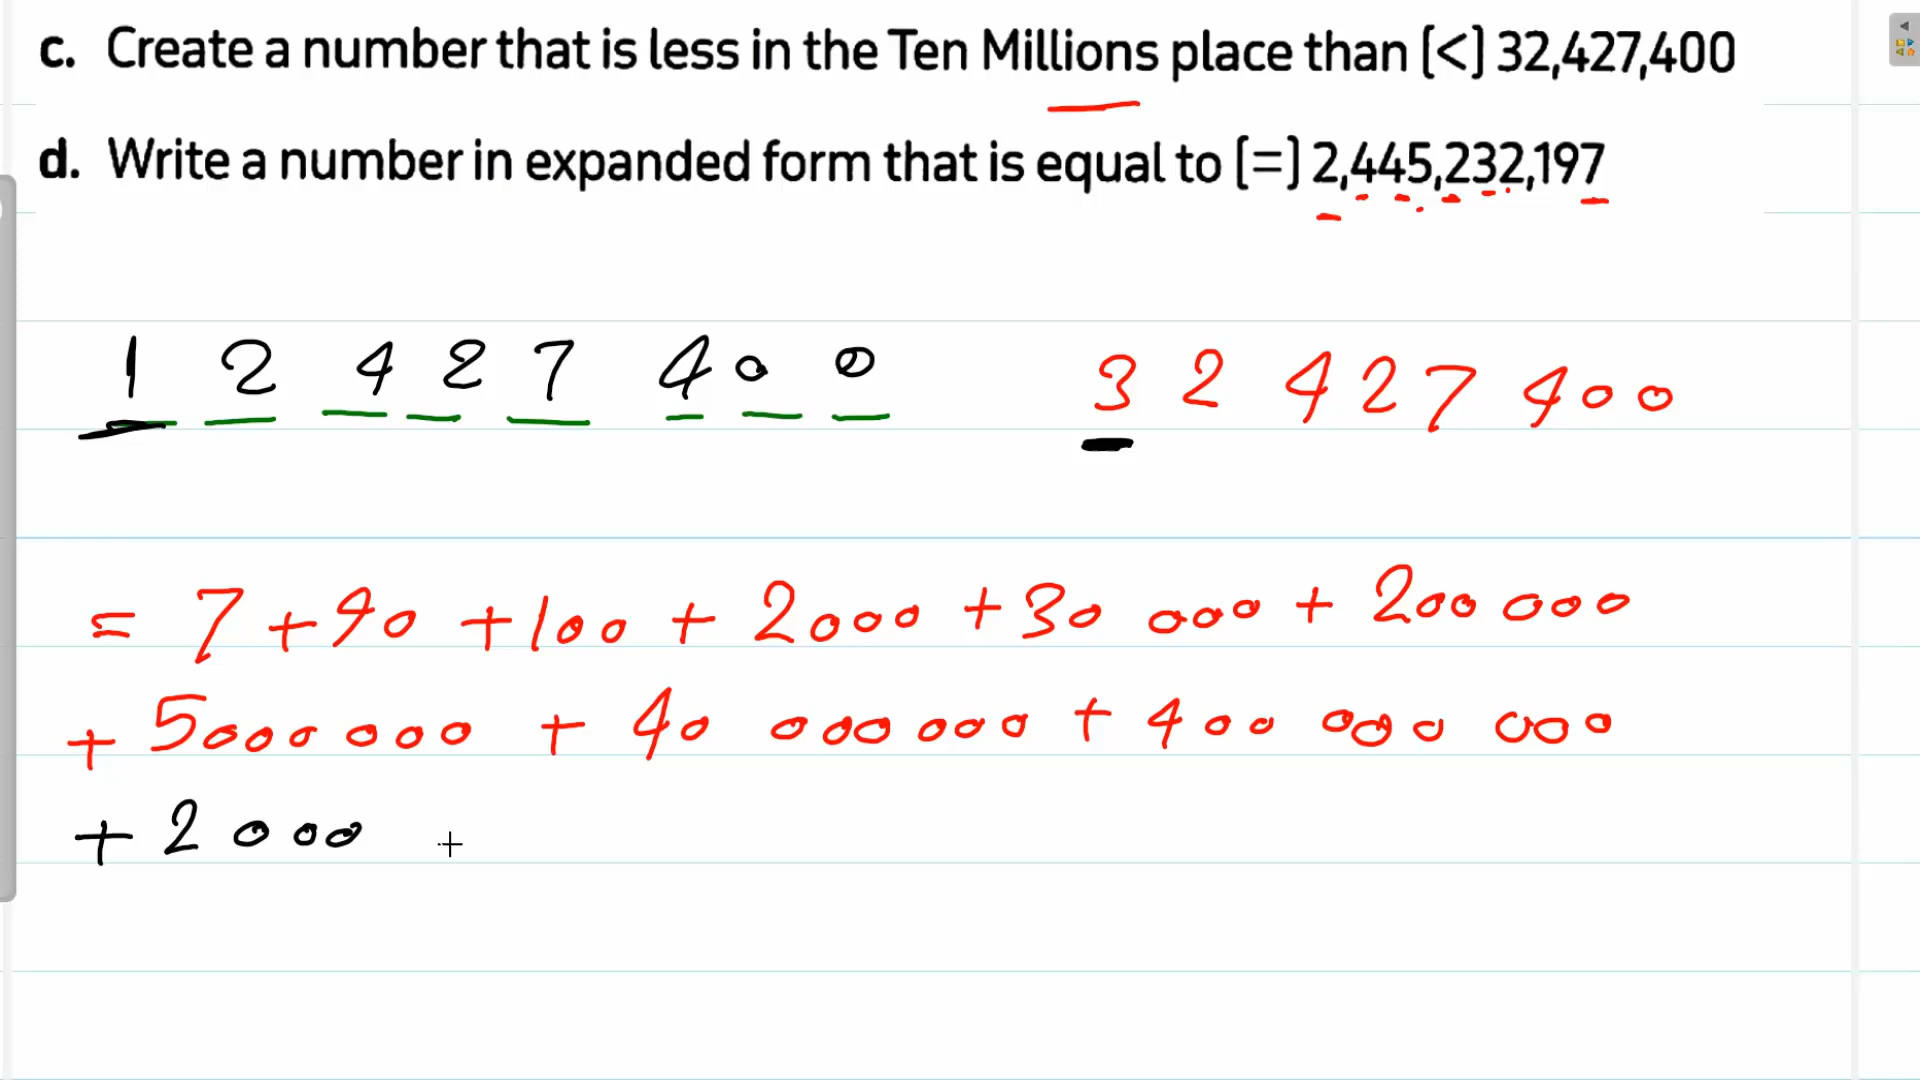 c. Create a number that is less in the Ten Millions place than (<) 32,427,400
d. Write a number in expanded form that is equal to (=) 2,445,232,197
1 2 4 2 7 4 0 0
3 2 4 2 7 4 0 0
= 7 + 90 + 100 + 2000 + 30 000 + 200 000
+ 5000 000 + 40 000 000 + 400 000 000
+ 2 000